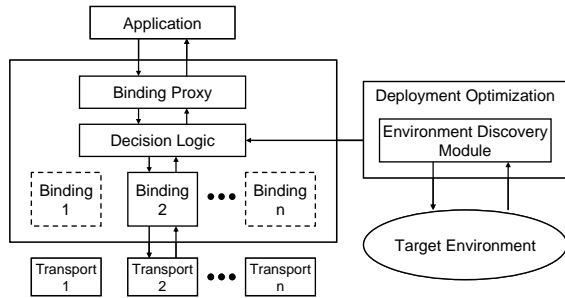 Application
Binding Proxy
Decision Logic
Deployment Optimization
Environment Discovery
Module
Binding
1
Binding
2
Binding
n
Target Environment
Transport
1
Transport
2
Transport
n